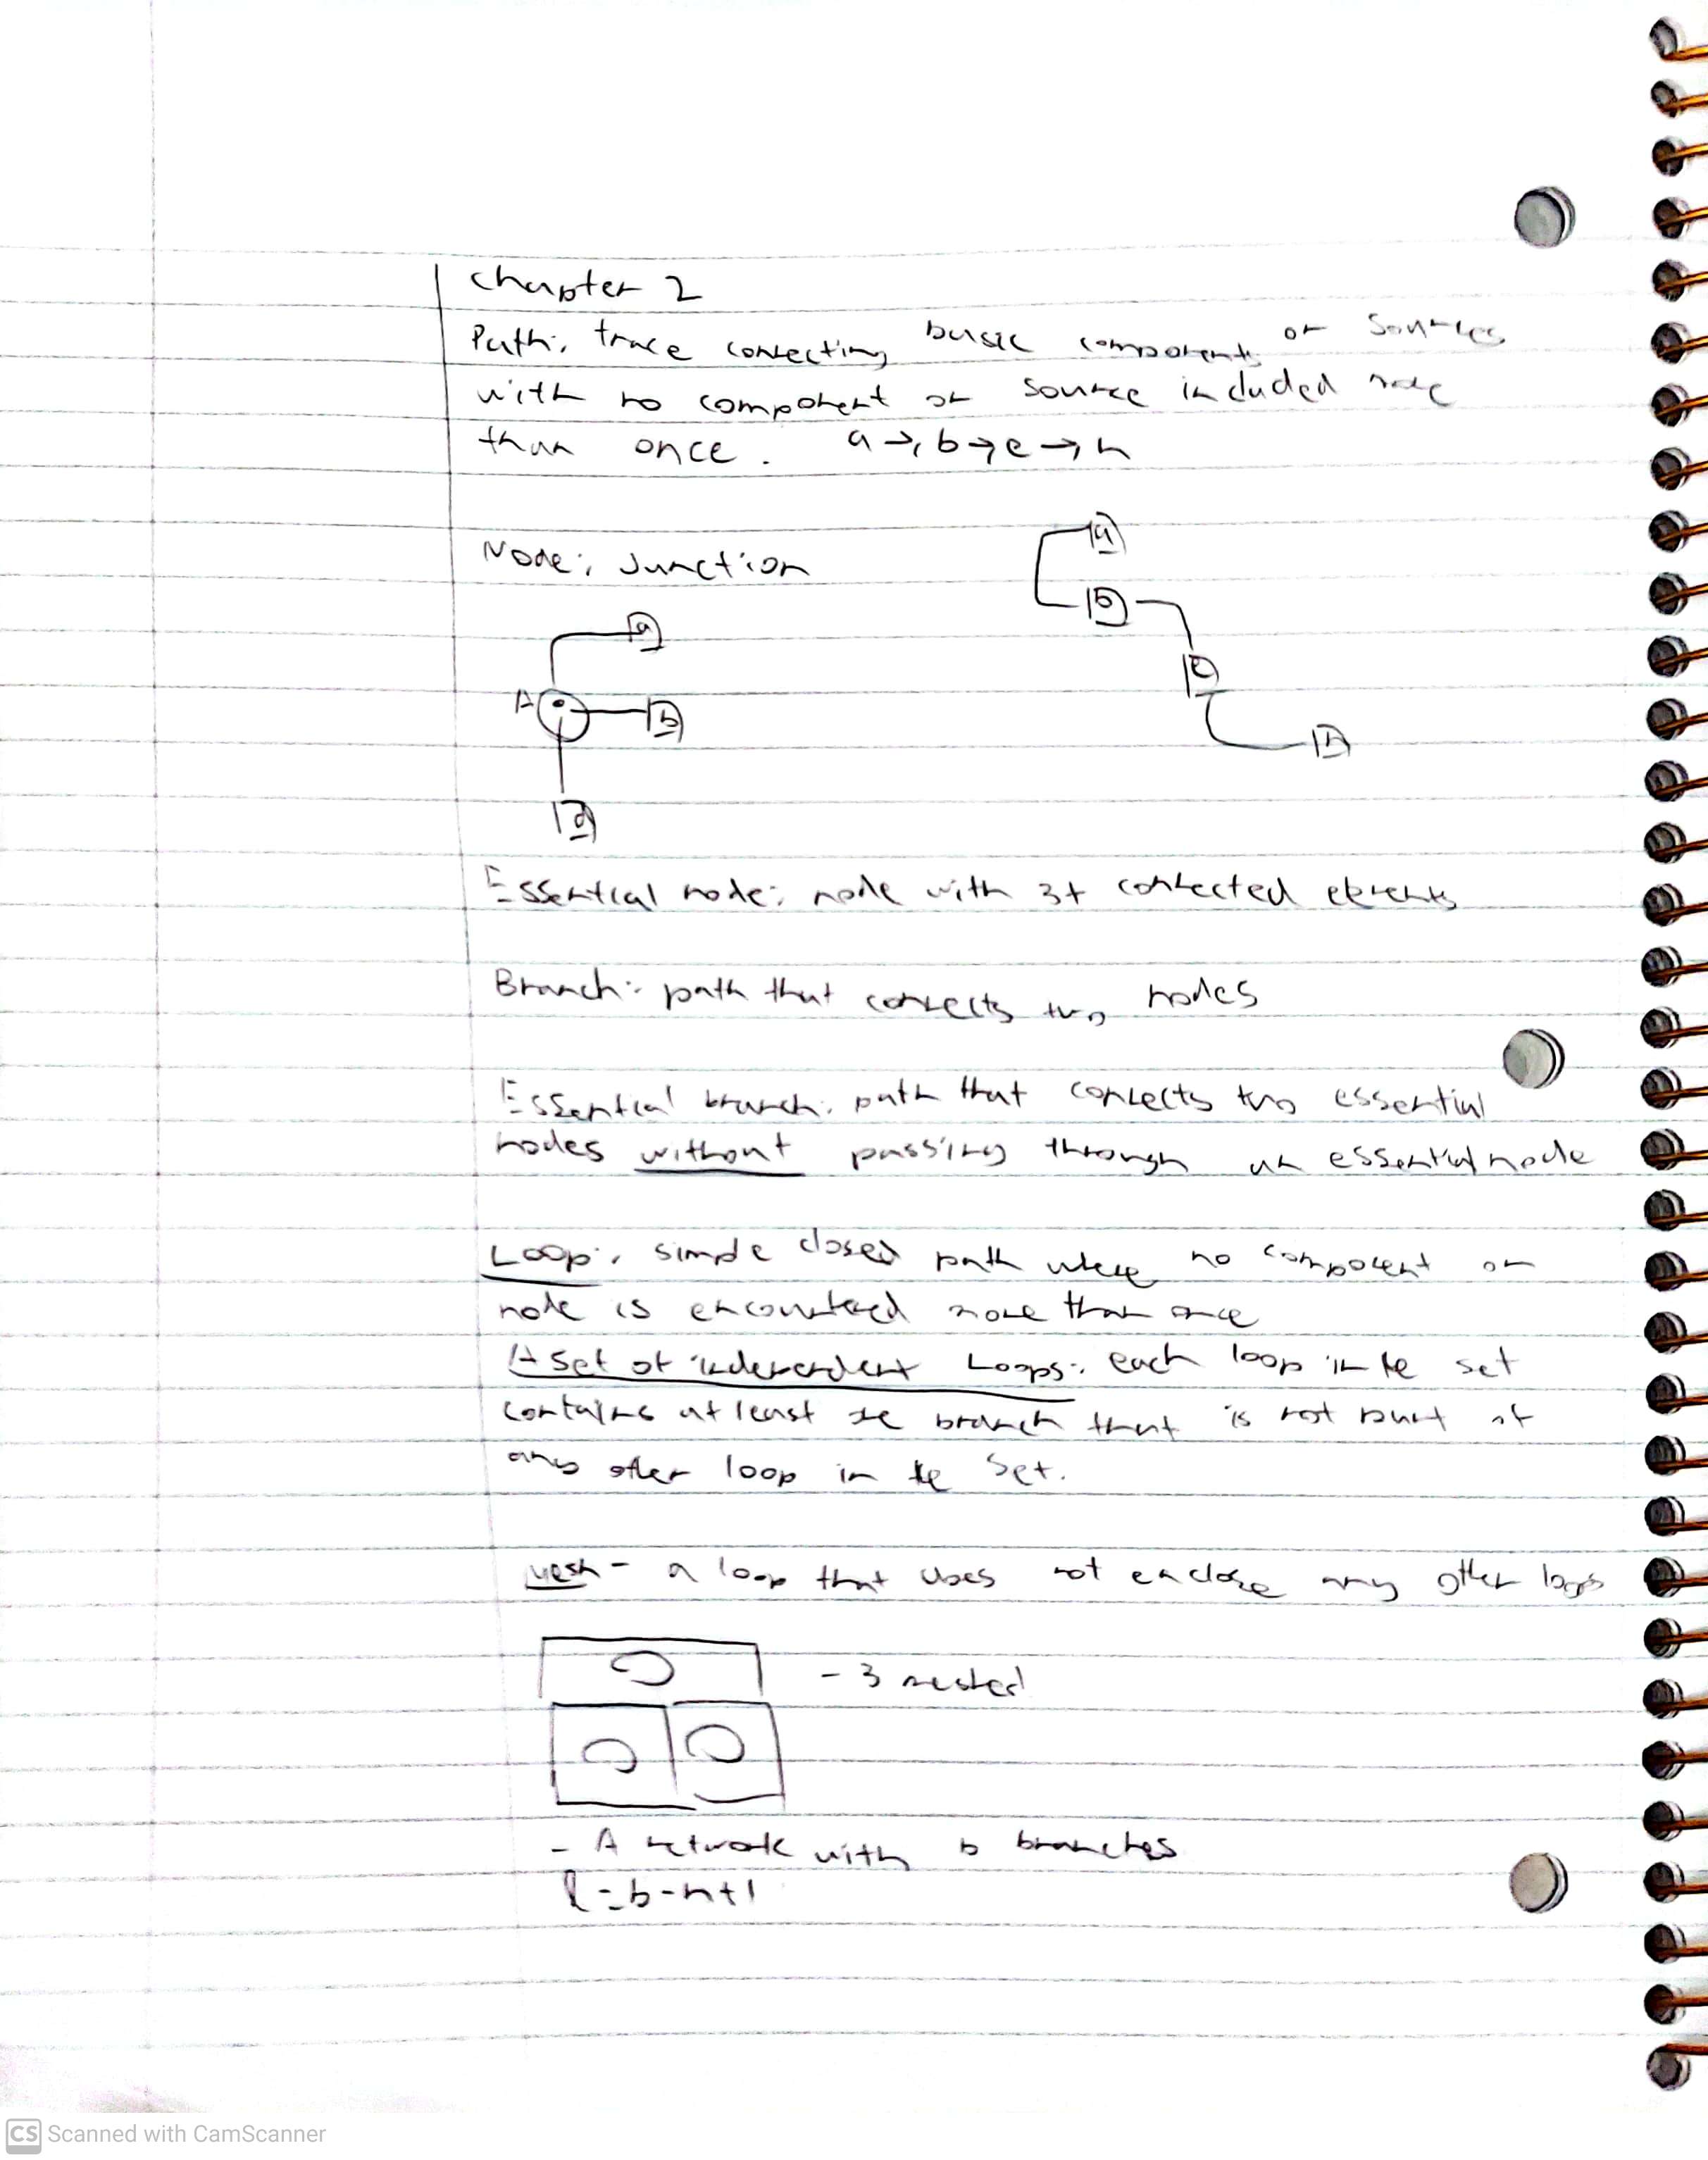 Chapter 2
Path: trace connecting basic components or sources
with no component or source included more
than once. a → b → e → h
Node: Junction
a
b
e
h
a
A
b
d
Essential node: node with 3+ connected elements
Branch: path that connects two nodes
Essential branch: path that connects two essential
nodes without passing through an essential node
Loop: simple closed path where no component or
node is encountered more than once
A set of independent Loops: each loop in the set
contains at least one branch that is not part of
any other loop in the set.
mesh - a loop that does not enclose any other loops
- 3
- A network with b branches
l = b-n+1
CS Scanned with CamScanner